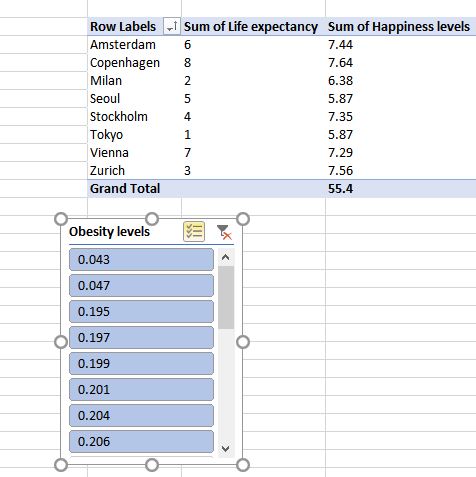 Row Labels Sum of Life expectancy Sum of Happiness levels
Amsterdam 6 7.44
Copenhagen 8 7.64
Milan 2 6.38
Seoul 5 5.87
Stockholm 4 7.35
Tokyo 1 5.87
Vienna 7 7.29
Zurich 3 7.56
Grand Total 55.4
Obesity levels
0.043
0.047
0.195
0.197
0.199
0.201
0.204
0.206